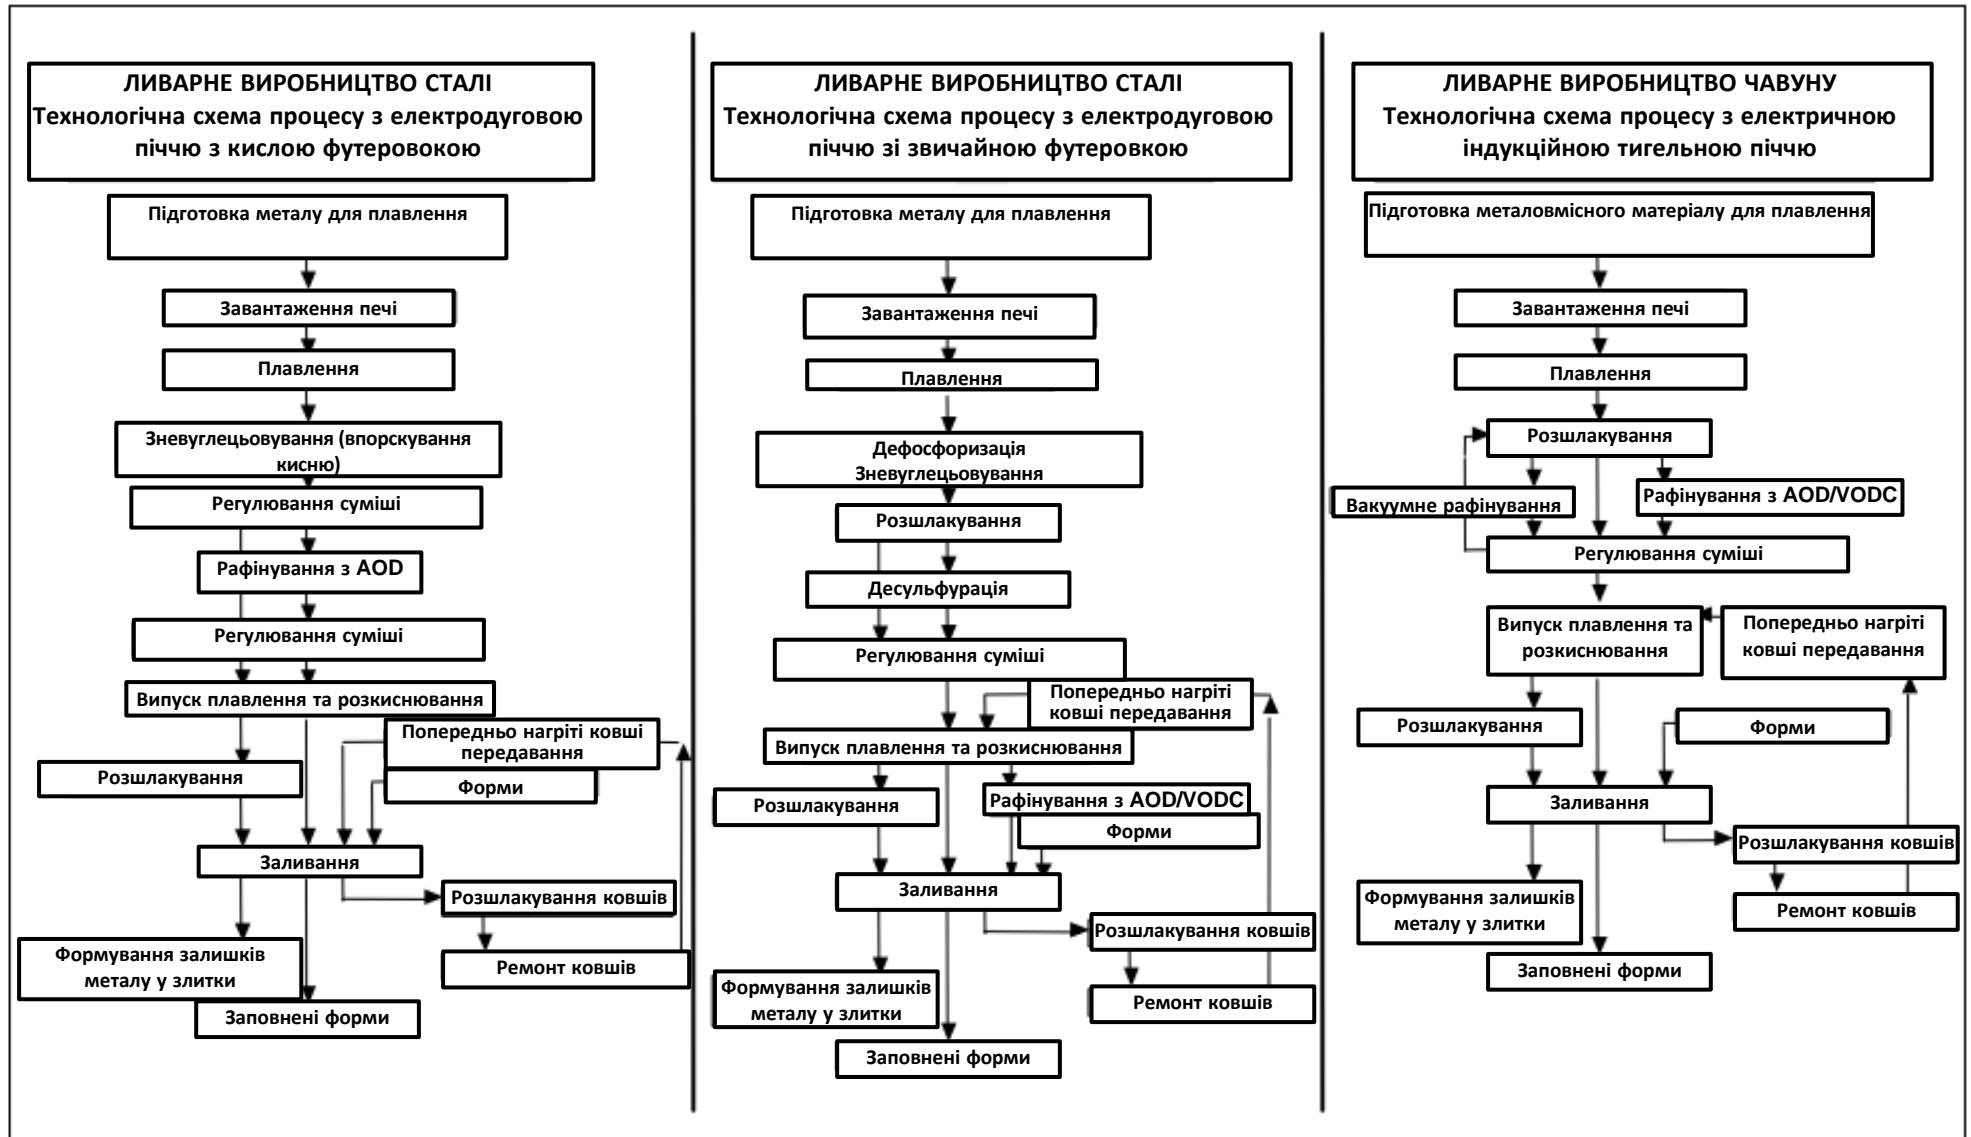 ЛИВАРНЕ ВИРОБНИЦТВО СТАЛІ
Технологічна схема процесу з електродуговою
піччю з кислою футеровокою
Підготовка металу для плавлення
Завантаження печі
Плавлення
Зневуглецьовування (впорскування
кисню)
Регулювання суміші
Рафінування з AOD
Регулювання суміші
Випуск плавлення та розкиснювання
Попередньо нагріті ковші
передавання
Розшлакування
Форми
Заливання
Розшлакування ковшів
Формування залишків
металу у злитки
Ремонт ковшів
Заповнені форми
ЛИВАРНЕ ВИРОБНИЦТВО СТАЛІ
Технологічна схема процесу з електродуговою
піччю зі звичайною футеровкою
Підготовка металу для плавлення
Завантаження печі
Плавлення
Дефосфоризація
Зневуглецьовування
Розшлакування
Десульфурація
Регулювання суміші
Попередньо нагріті
ковші передавання
Випуск плавлення та розкиснювання
Розшлакування
Рафінування з AOD/VODC
Форми
Заливання
Розшлакування ковшів
Формування залишків
металу у злитки
Ремонт ковшів
Заповнені форми
ЛИВАРНЕ ВИРОБНИЦТВО ЧАВУНУ
Технологічна схема процесу з електричною
індукційною тигельною піччю
Підготовка металовмісного матеріалу для плавлення
Завантаження печі
Плавлення
Розшлакування
Вакуумне рафінування
Рафінування з AOD/VODC
Регулювання суміші
Випуск плавлення та
розкиснювання
Попередньо нагріті
ковші передавання
Розшлакування
Форми
Заливання
Розшлакування ковшів
Формування залишків
металу у злитки
Ремонт ковшів
Заповнені форми